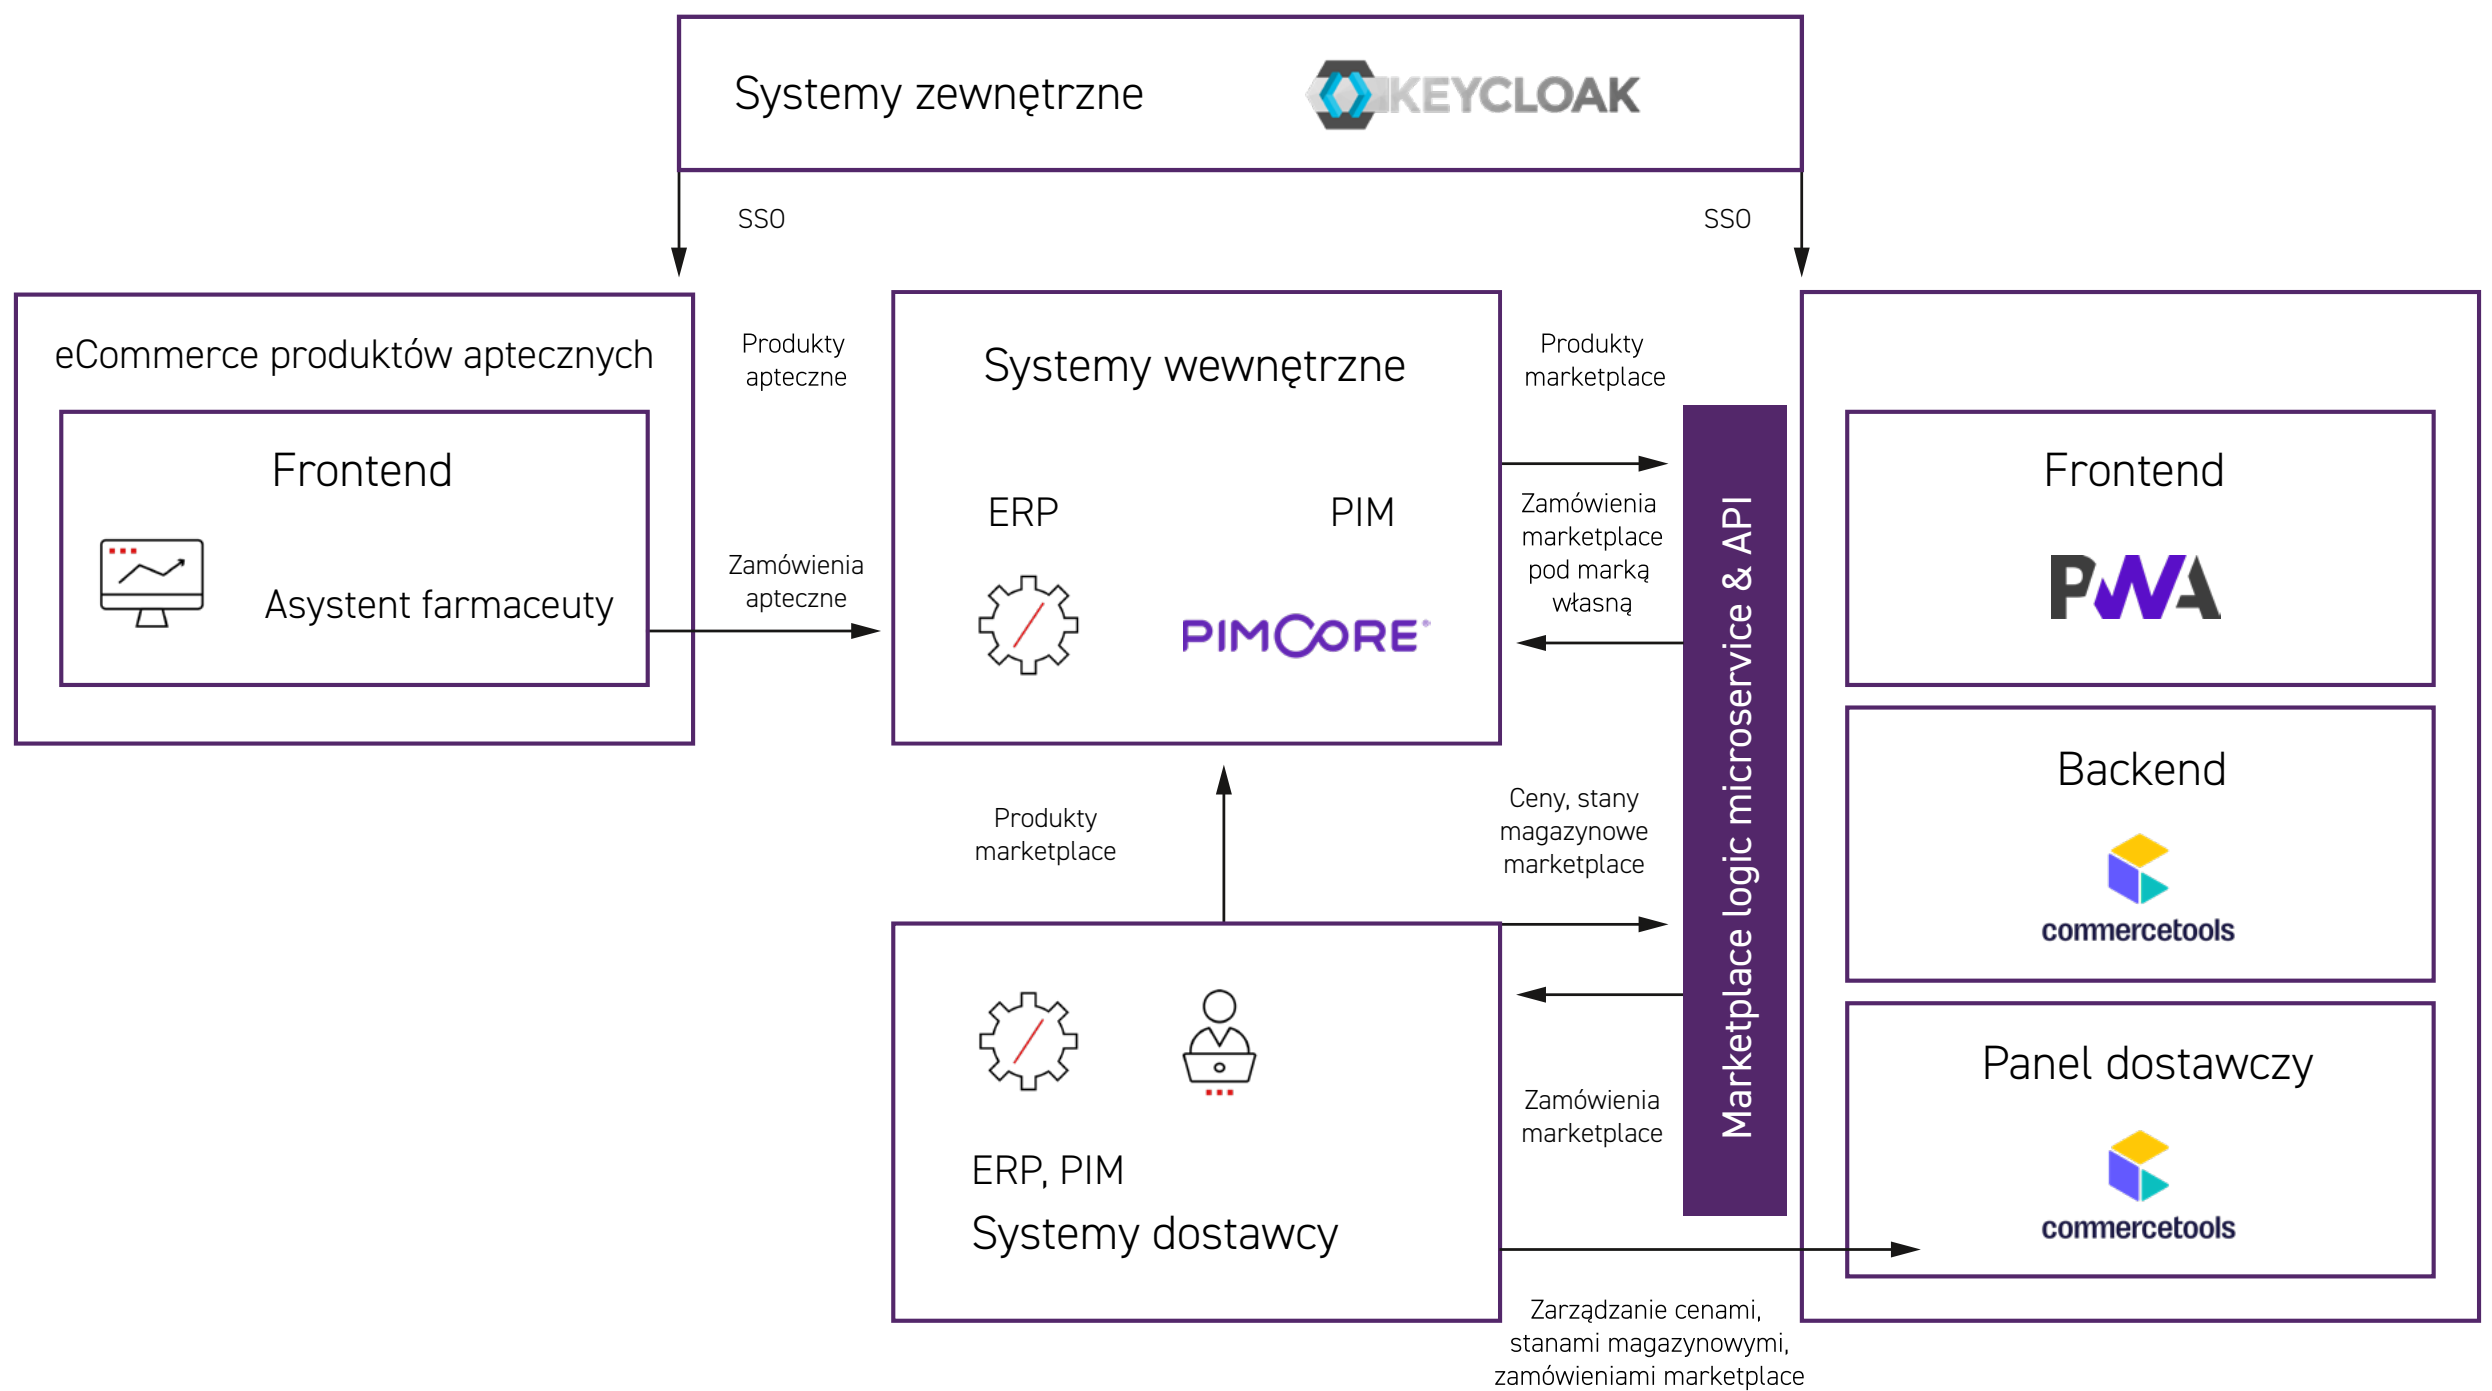 Systemy zewnętrzne
KEYCLOAK
SSO
SSO
eCommerce produktów aptecznych
Frontend
Asystent farmaceuty
Produkty
apteczne
Zamówienia
apteczne
Systemy wewnętrzne
ERP
PIM
PIMCORE®
Produkty
marketplace
Zamówienia
marketplace
pod marką
własną
Produkty
marketplace
Ceny, stany
magazynowe
marketplace
Zamówienia
marketplace
ERP, PIM
Systemy dostawcy
Zarządzanie cenami,
stanami magazynowymi,
zamówieniami marketplace
Marketplace logic microservice & API
Frontend
PWA
Backend
commercetools
Panel dostawczy
commercetools